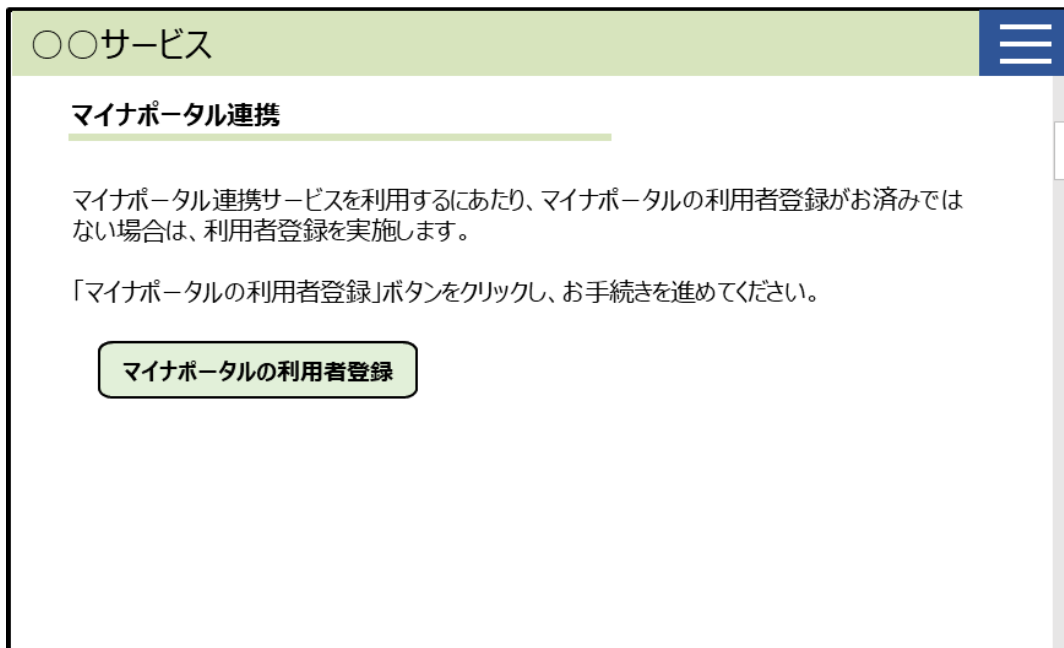 ○○サービス
マイナポータル連携
マイナポータル連携サービスを利用するにあたり、マイナポータルの利用者登録がお済みでは
ない場合は、利用者登録を実施します。
「マイナポータルの利用者登録」ボタンをクリックし、お手続きを進めてください。
マイナポータルの利用者登録